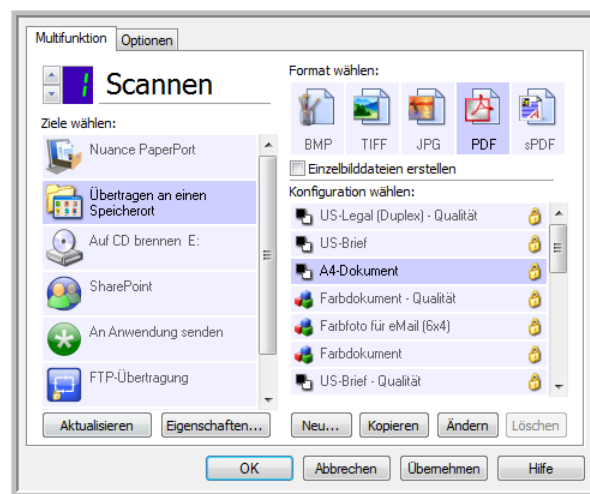 Multifunktion
Optionen
1 Scannen
Ziele wählen:
Nuance PaperPort
Übertragen an einen
Speicherort
Auf CD brennen E:
SharePoint
An Anwendung senden
FTP-Übertragung
Aktualisieren
Eigenschaften...
Format wählen:
BMP
TIFF
JPG
PDF
sPDF
Einzelbilddateien erstellen
Konfiguration wählen:
US-Legal (Duplex) - Qualität
US-Brief
A4-Dokument
Farbdokument - Qualität
Farbfoto für eMail (6x4)
Farbdokument
US-Brief - Qualität
Neu...
Kopieren
Ändern
Löschen
OK
Abbrechen
Übernehmen
Hilfe